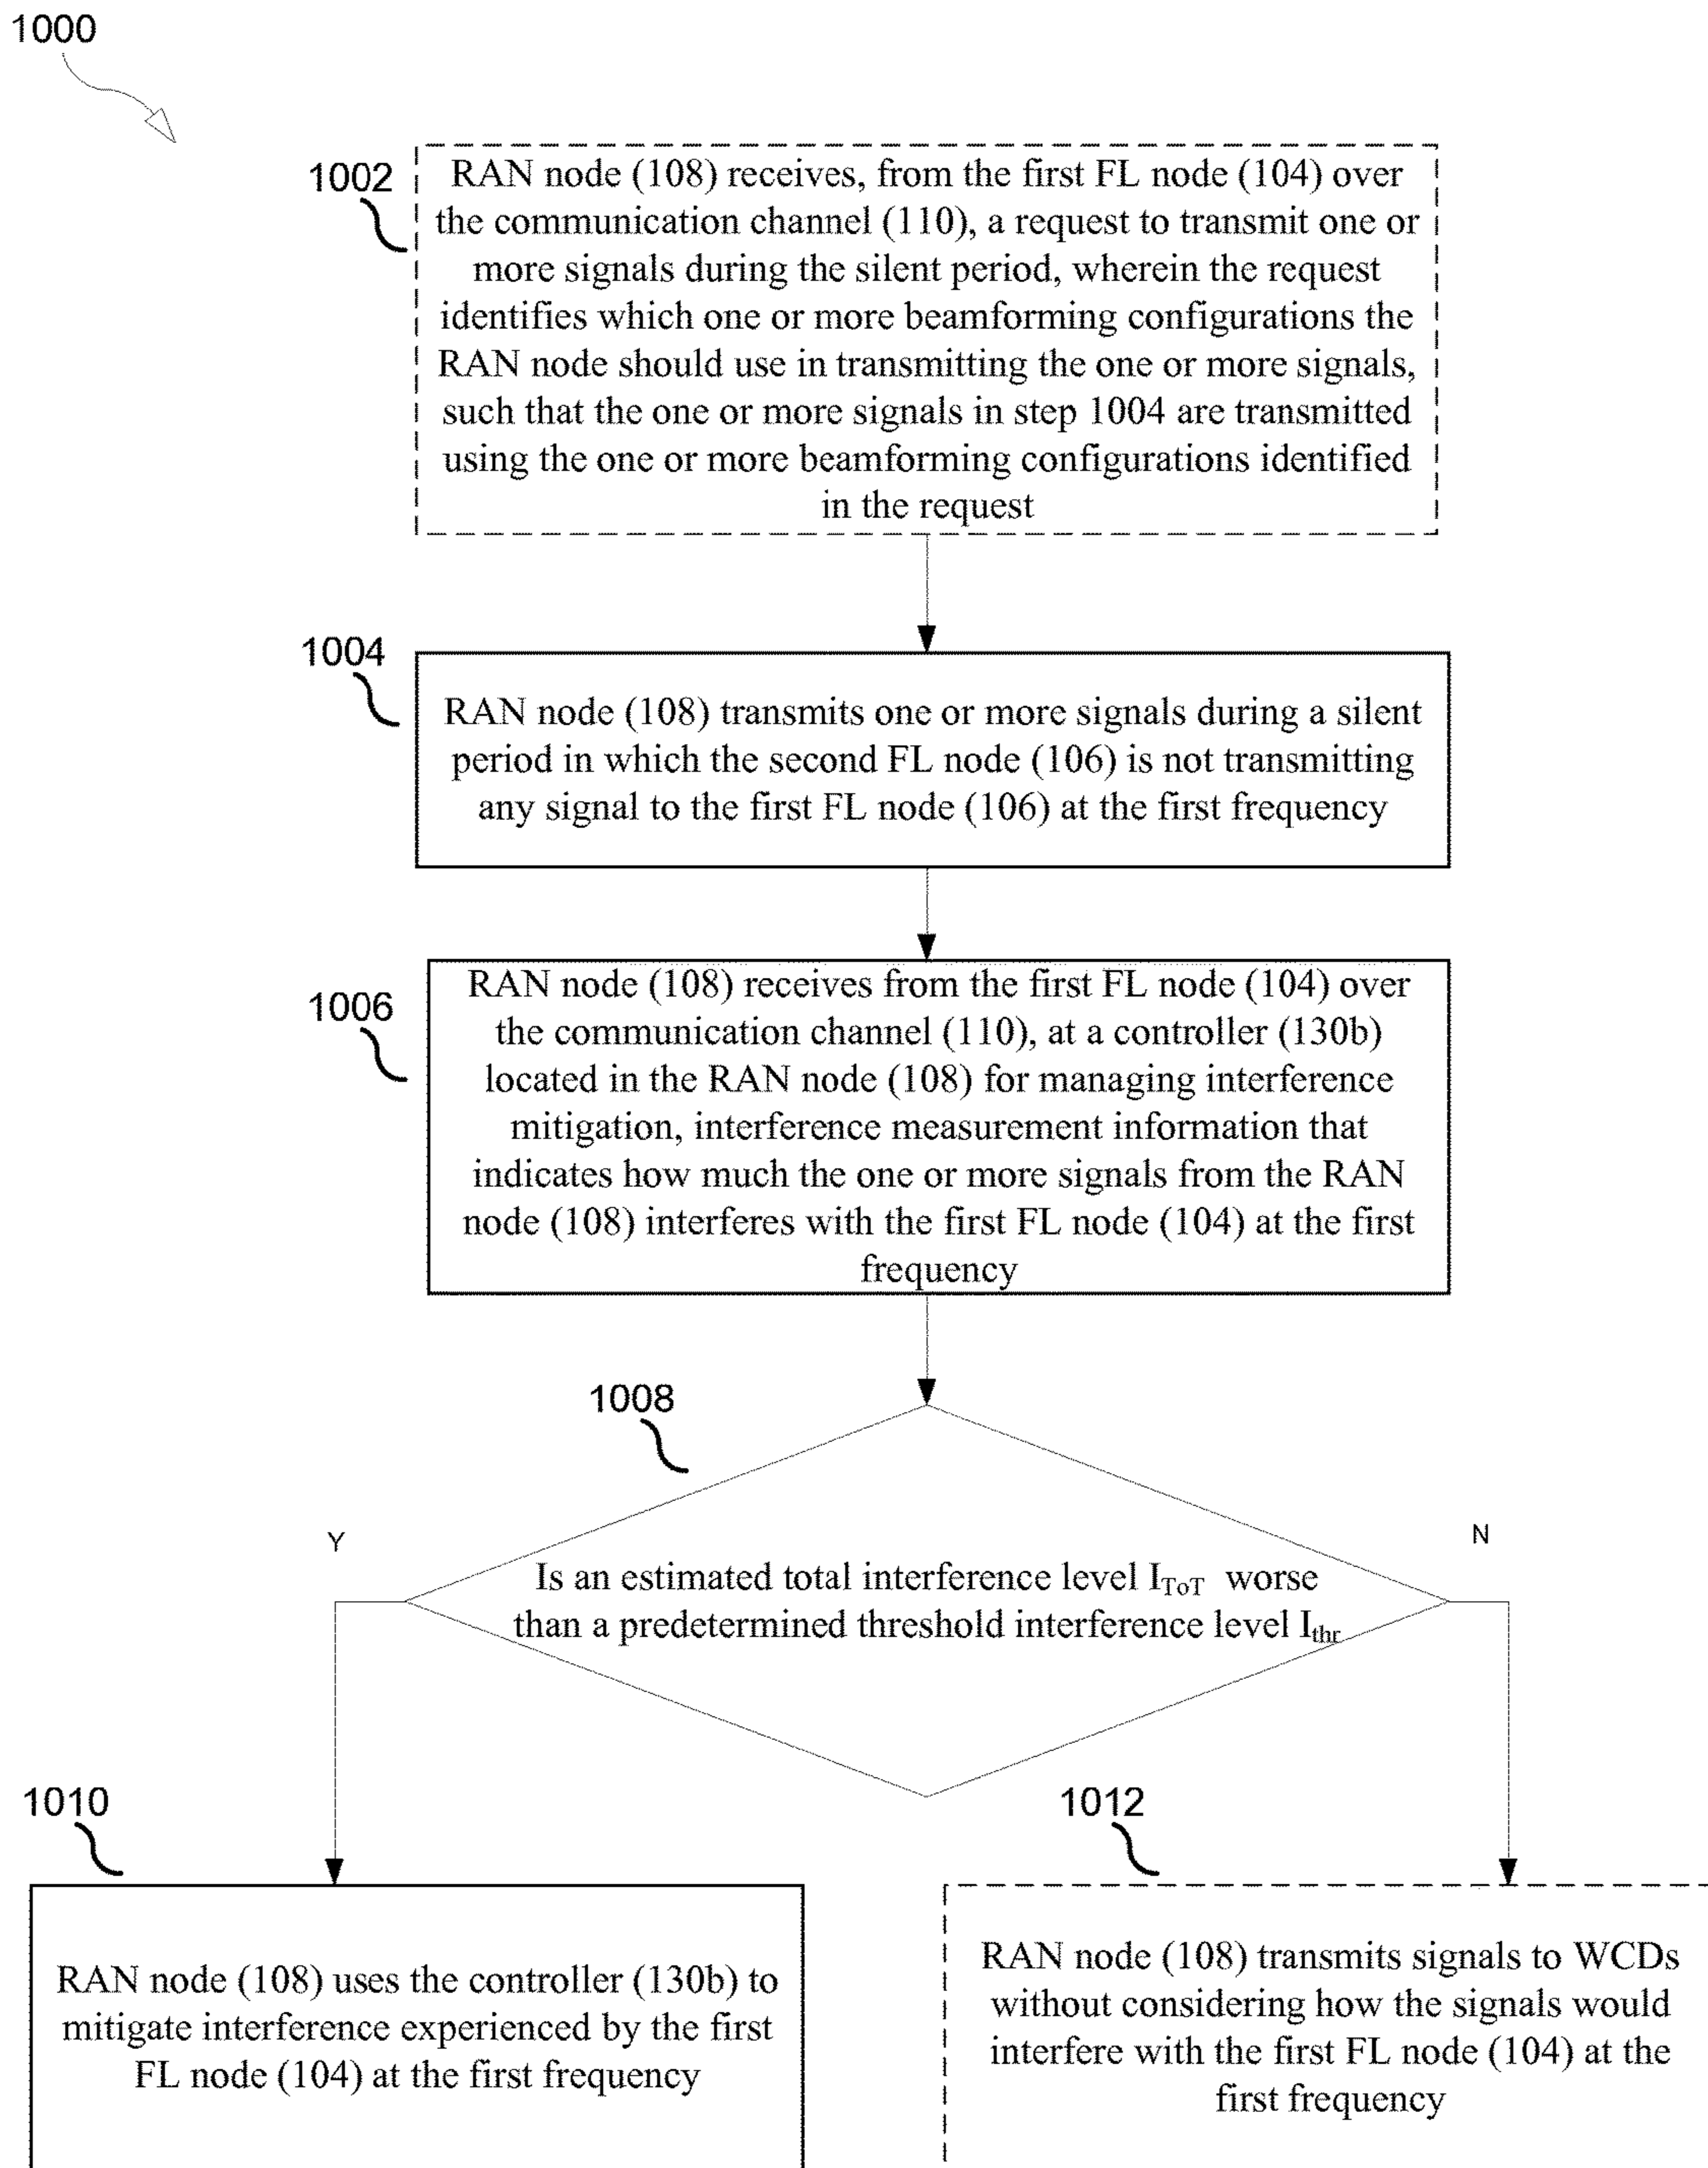 1000
1002
RAN node (108) receives, from the first FL node (104) over
the communication channel (110), a request to transmit one or
more signals during the silent period, wherein the request
identifies which one or more beamforming configurations the
RAN node should use in transmitting the one or more signals,
such that the one or more signals in step 1004 are transmitted
using the one or more beamforming configurations identified
in the request
1004
RAN node (108) transmits one or more signals during a silent
period in which the second FL node (106) is not transmitting
any signal to the first FL node (106) at the first frequency
1006
RAN node (108) receives from the first FL node (104) over
the communication channel (110), at a controller (130b)
located in the RAN node (108) for managing interference
mitigation, interference measurement information that
indicates how much the one or more signals from the RAN
node (108) interferes with the first FL node (104) at the first
frequency
1008
Y
N
Is an estimated total interference level I_ToT worse
than a predetermined threshold interference level I_thr
1010
RAN node (108) uses the controller (130b) to
mitigate interference experienced by the first
FL node (104) at the first frequency
1012
RAN node (108) transmits signals to WCDs
without considering how the signals would
interfere with the first FL node (104) at the
first frequency